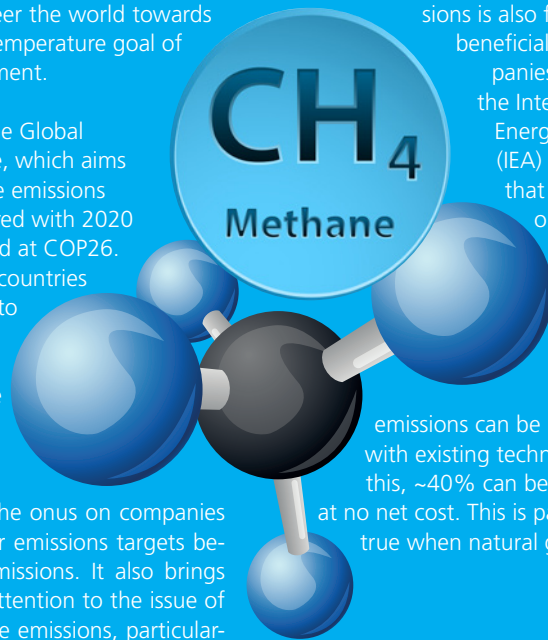 er the world towards
emperature goal of
ment.
e Global
e, which aims
e emissions
red with 2020
d at COP26.
countries
to
e
he onus on companies
r emissions targets be-
missions. It also brings
ttention to the issue of
e emissions, particular-
CH4
Methane
sions is also f
beneficial
panies
the Inte
Energ
(IEA)
that
o
emissions can be
with existing techn
this, ~40% can be
at no net cost. This is pa
true when natural g